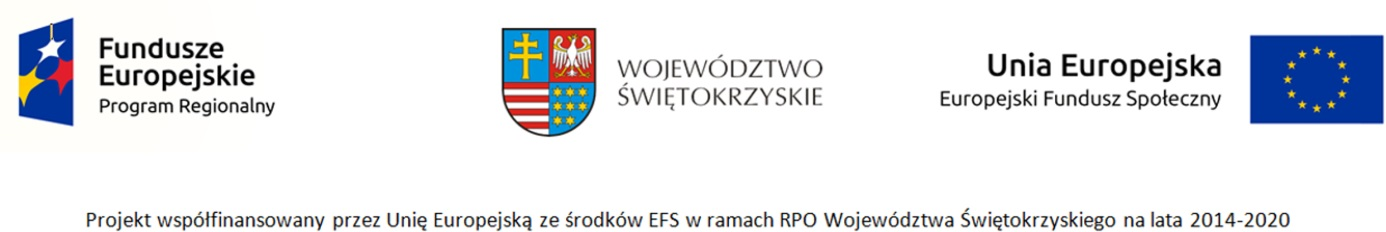 Fundusze
Europejskie
Program Regionalny
WOJEWÓDZTWO
ŚWIĘTOKRZYSKIE
Unia Europejska
Europejski Fundusz Społeczny
Projekt współfinansowany przez Unię Europejską ze środków EFS w ramach RPO Województwa Świętokrzyskiego na lata 2014-2020